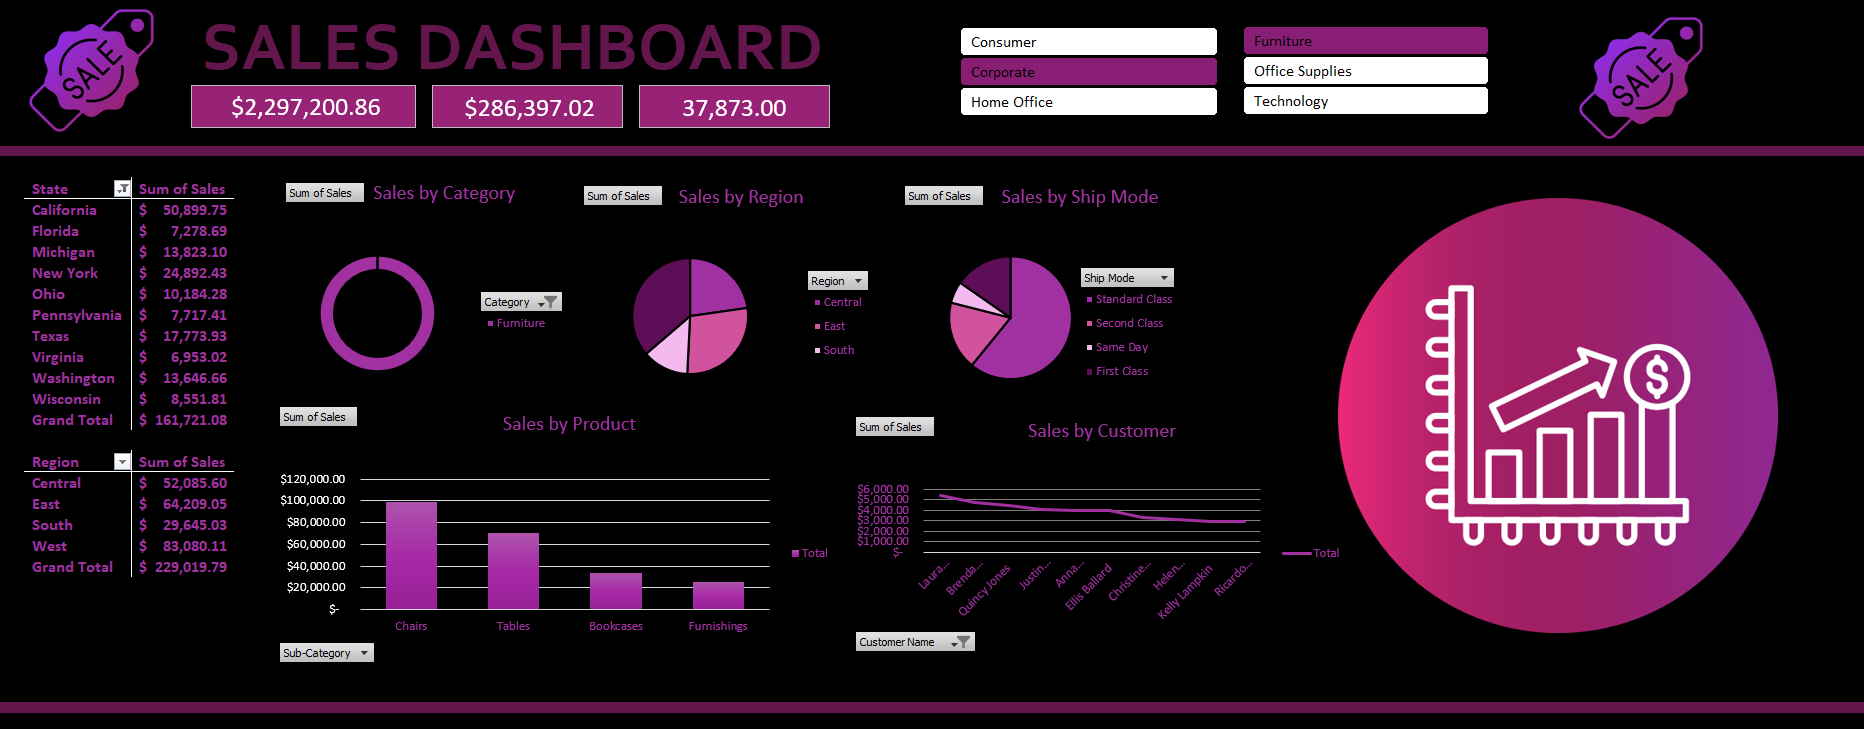 SALE
SALES DASHBOARD
$2,297,200.86
$286,397.02
37,873.00
Consumer
Corporate
Home Office
Furniture
Office Supplies
Technology
SALE
State Sum of Sales
California $ 50,899.75
Florida $ 7,278.69
Michigan $ 13,823.10
New York $ 24,892.43
Ohio $ 10,184.28
Pennsylvania $ 7,717.41
Texas $ 17,773.93
Virginia $ 6,953.02
Washington $ 13,646.66
Wisconsin $ 8,551.81
Grand Total $ 161,721.08
Region Sum of Sales
Central $ 52,085.60
East $ 64,209.05
South $ 29,645.03
West $ 83,080.11
Grand Total $ 229,019.79
Sum of Sales
Sales by Category
Category
Furniture
Sum of Sales
Sales by Region
Region
Central
East
South
Sum of Sales
Sales by Ship Mode
Ship Mode
Standard Class
Second Class
Same Day
First Class
Sum of Sales
Sales by Product
$120,000.00
$100,000.00
$80,000.00
$60,000.00
$40,000.00
$20,000.00
$-
Chairs Tables Bookcases Furnishings
Total
Sub-Category
Sum of Sales
Sales by Customer
$6,000.00
$5,000.00
$4,000.00
$3,000.00
$2,000.00
$1,000.00
$-
Laura...
Brenda...
Quincy Jones
Justin...
Anna...
Ellis Ballard
Christine...
Helen...
Kelly Lampkin
Ricardo...
Total
Customer Name
$